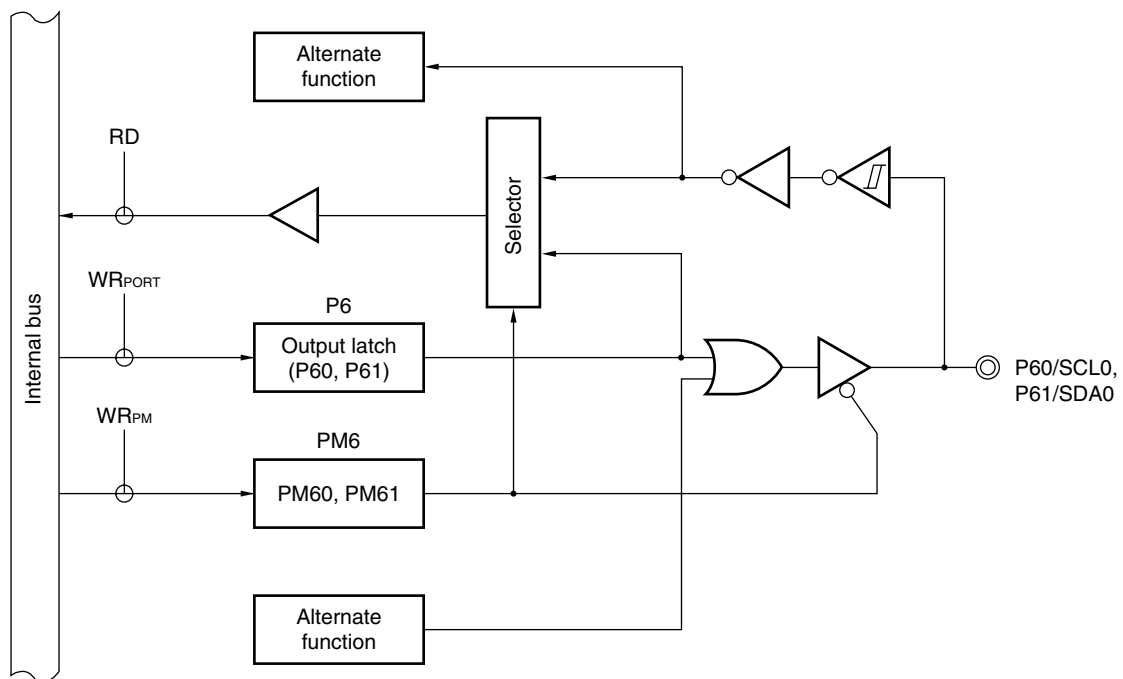 Alternate
function
RD
Selector
WRPORT
P6
Internal bus
Output latch
(P60, P61)
P60/SCL0,
P61/SDA0
WRPM
PM6
PM60, PM61
Alternate
function